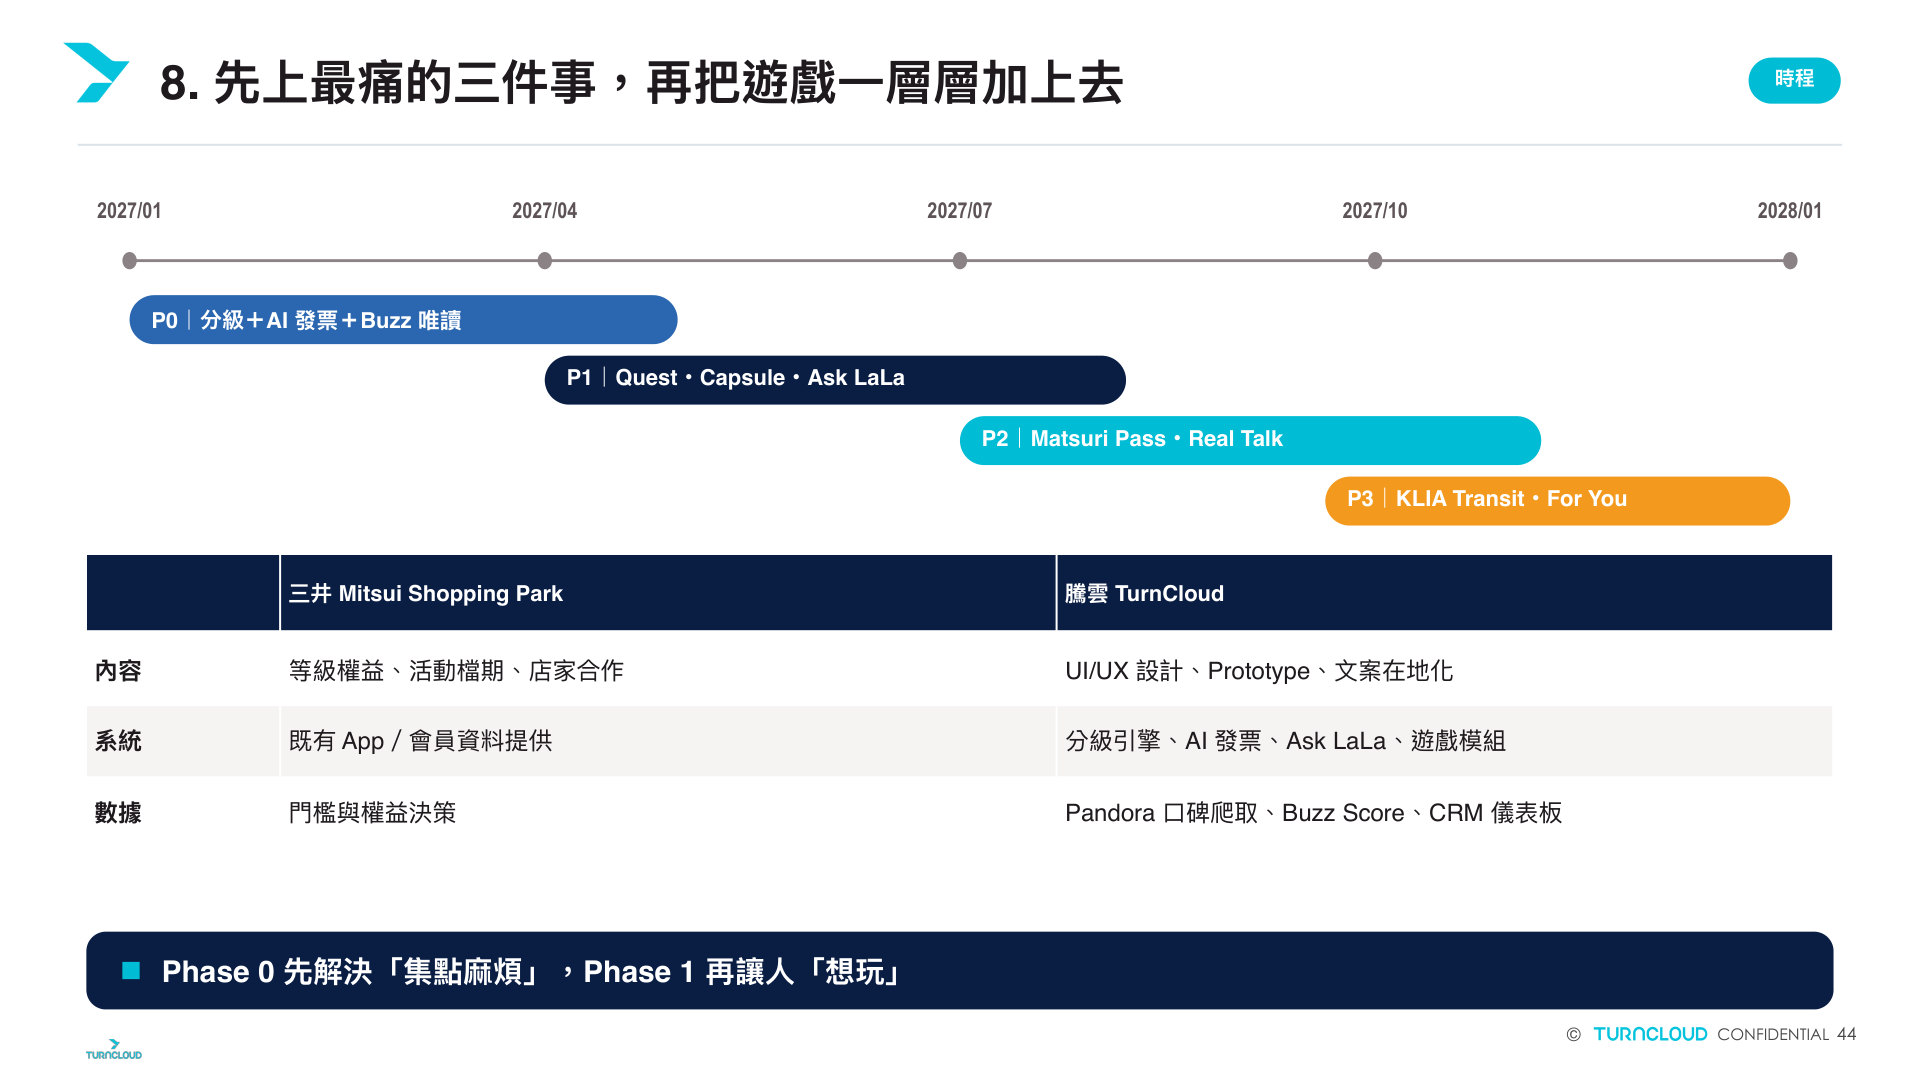 8. 先上最痛的三件事，再把遊戲一層層加上去
時程
2027/01 2027/04 2027/07 2027/10 2028/01
P0｜分級＋AI 發票＋Buzz 唯讀
P1｜Quest・Capsule・Ask LaLa
P2｜Matsuri Pass・Real Talk
P3｜KLIA Transit・For You
三井 Mitsui Shopping Park 騰雲 TurnCloud
內容 等級權益、活動檔期、店家合作 UI/UX 設計、Prototype、文案在地化
系統 既有 App／會員資料提供 分級引擎、AI 發票、Ask LaLa、遊戲模組
數據 門檻與權益決策 Pandora 口碑爬取、Buzz Score、CRM 儀表板
■ Phase 0 先解決「集點麻煩」，Phase 1 再讓人「想玩」
TURNCLOUD
© TURNCLOUD CONFIDENTIAL 44